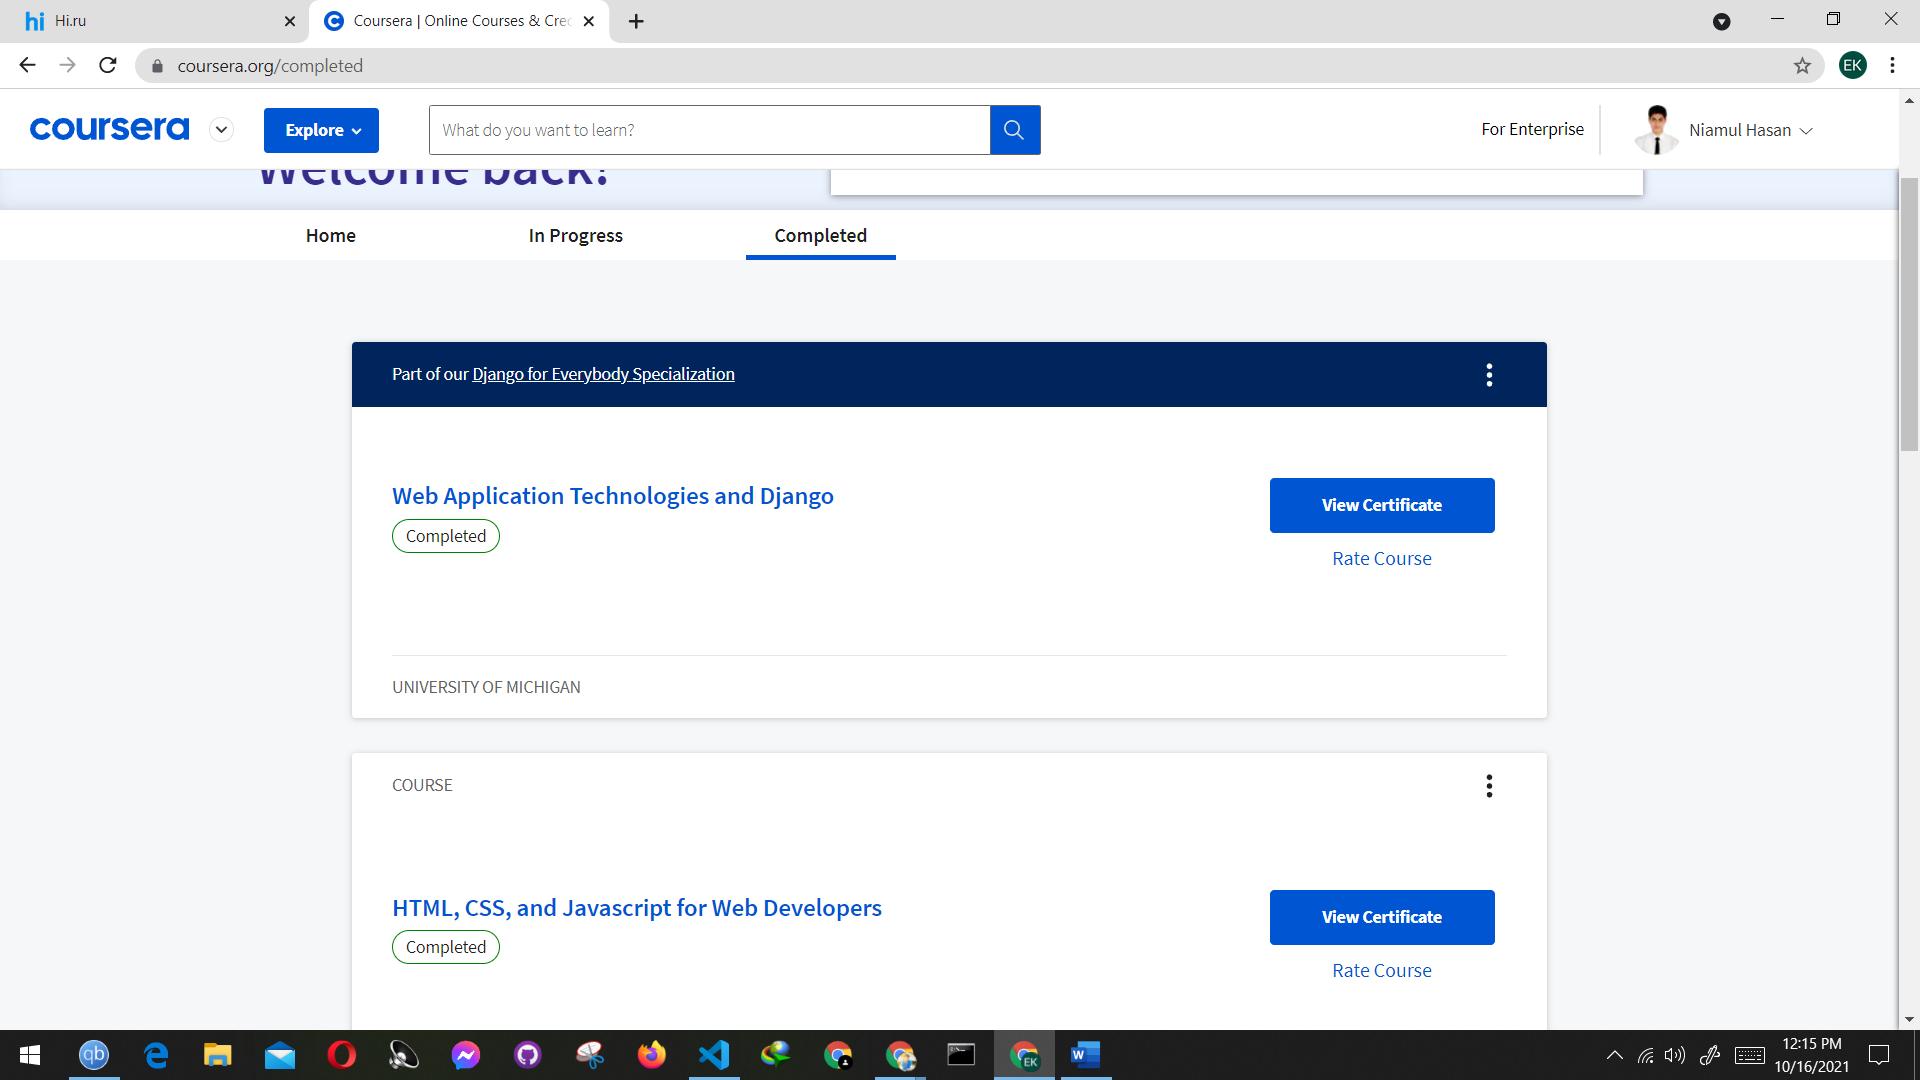 hi Hi.ru
Coursera | Online Courses & Cre
coursera.org/completed
EK
coursera
Explore
What do you want to learn?
For Enterprise
Niamul Hasan
Welcome back!
Home
In Progress
Completed
Part of our Django for Everybody Specialization
Web Application Technologies and Django
Completed
View Certificate
Rate Course
UNIVERSITY OF MICHIGAN
COURSE
HTML, CSS, and Javascript for Web Developers
Completed
View Certificate
Rate Course
qb
EK
W
12:15 PM
10/16/2021